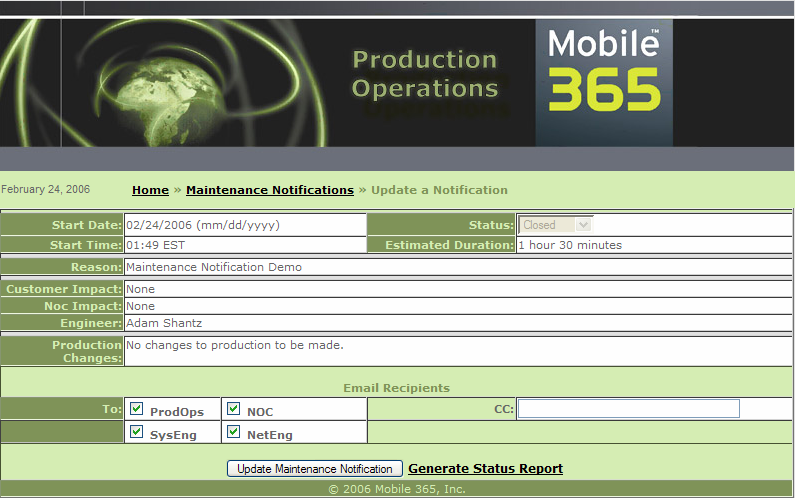 Production
Operations
Mobile™
365
February 24, 2006 Home » Maintenance Notifications » Update a Notification
Start Date: 02/24/2006 (mm/dd/yyyy) Status: Closed
Start Time: 01:49 EST Estimated Duration: 1 hour 30 minutes
Reason: Maintenance Notification Demo
Customer Impact: None
Noc Impact: None
Engineer: Adam Shantz
Production No changes to production to be made.
Changes:
Email Recipients
To: ProdOps NOC CC:
SysEng NetEng
Update Maintenance Notification Generate Status Report
© 2006 Mobile 365, Inc.